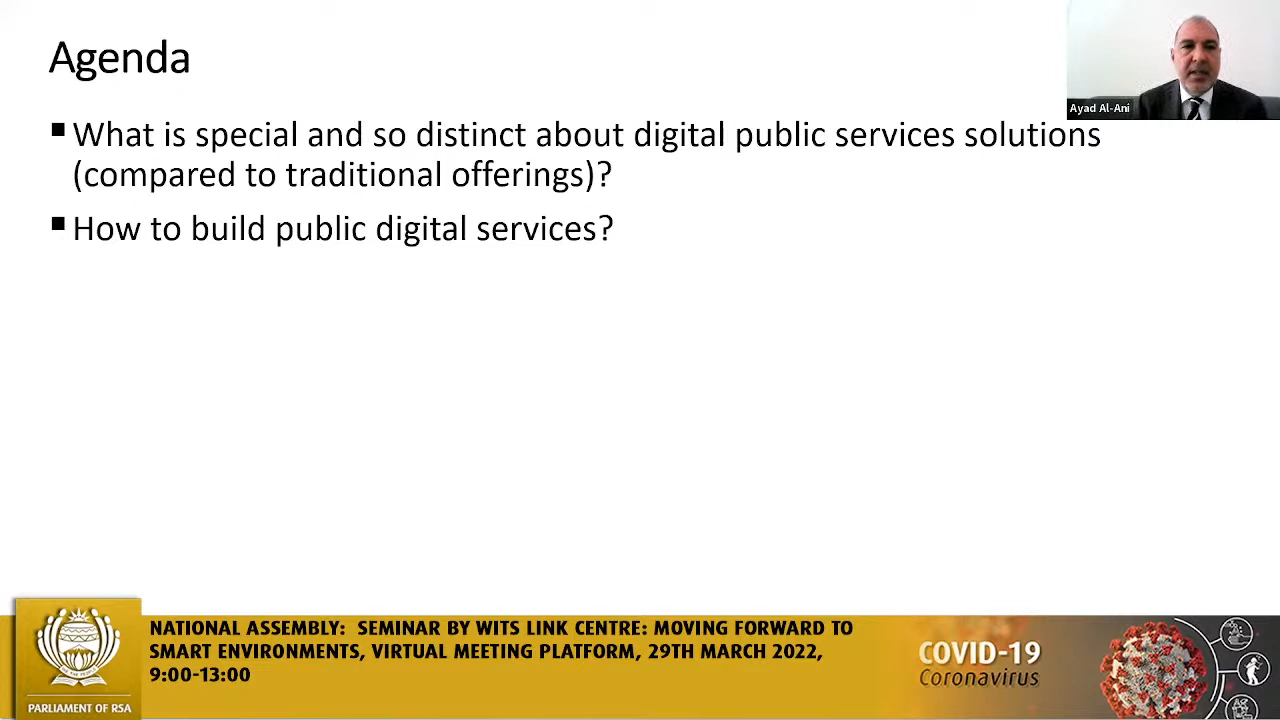 Agenda
Ayad Al-Ani
▪What is special and so distinct about digital public services solutions
(compared to traditional offerings)?
▪How to build public digital services?
NATIONAL ASSEMBLY: SEMINAR BY WITS LINK CENTRE: MOVING FORWARD TO
SMART ENVIRONMENTS, VIRTUAL MEETING PLATFORM, 29TH MARCH 2022,
9:00-13:00
PARLIAMENT OF RSA
COVID-19
Coronavirus